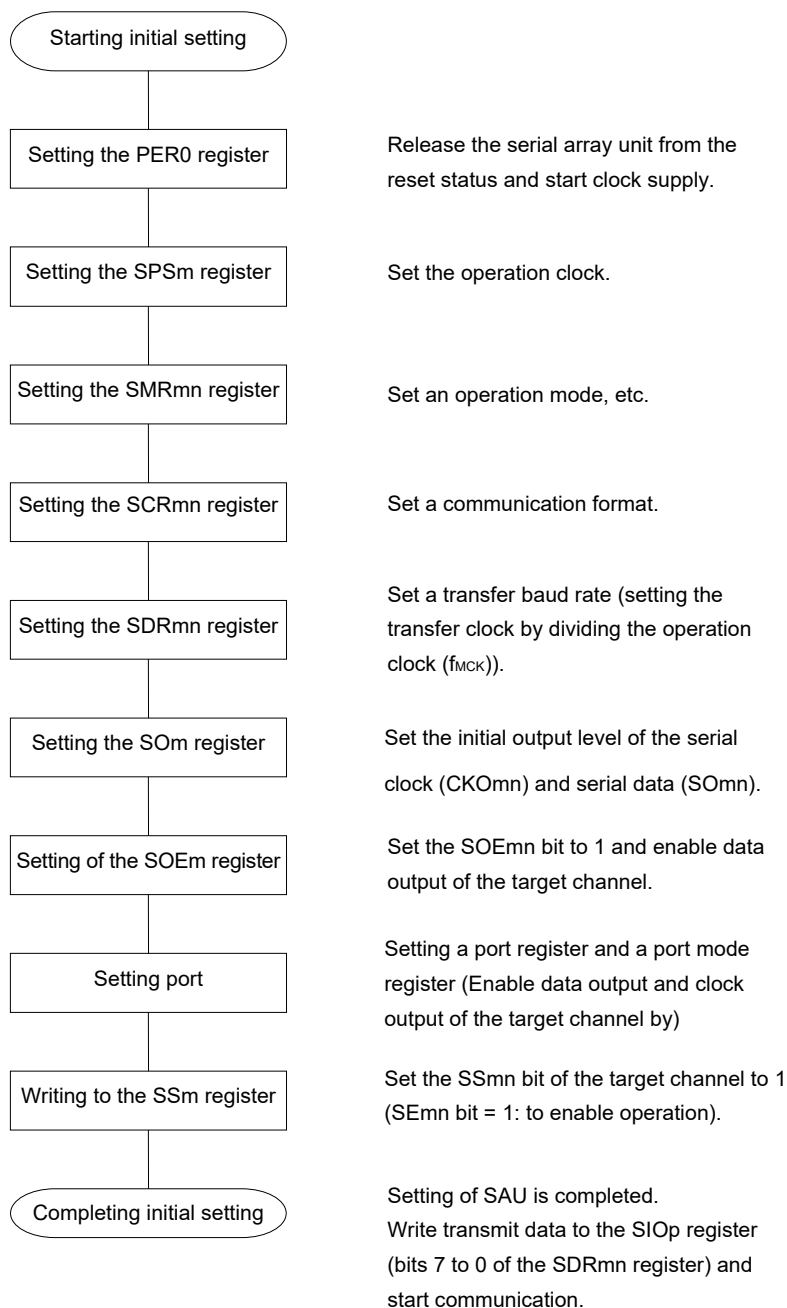 Starting initial setting
Setting the PER0 register
Release the serial array unit from the
reset status and start clock supply.
Setting the SPSm register
Set the operation clock.
Setting the SMRmn register
Set an operation mode, etc.
Setting the SCRmn register
Set a communication format.
Setting the SDRmn register
Set a transfer baud rate (setting the
transfer clock by dividing the operation
clock (fMCK)).
Setting the SOm register
Set the initial output level of the serial
clock (CKOmn) and serial data (SOmn).
Setting of the SOEm register
Set the SOEmn bit to 1 and enable data
output of the target channel.
Setting port
Setting a port register and a port mode
register (Enable data output and clock
output of the target channel by)
Writing to the SSm register
Set the SSmn bit of the target channel to 1
(SEmn bit = 1: to enable operation).
Completing initial setting
Setting of SAU is completed.
Write transmit data to the SIOp register
(bits 7 to 0 of the SDRmn register) and
start communication.